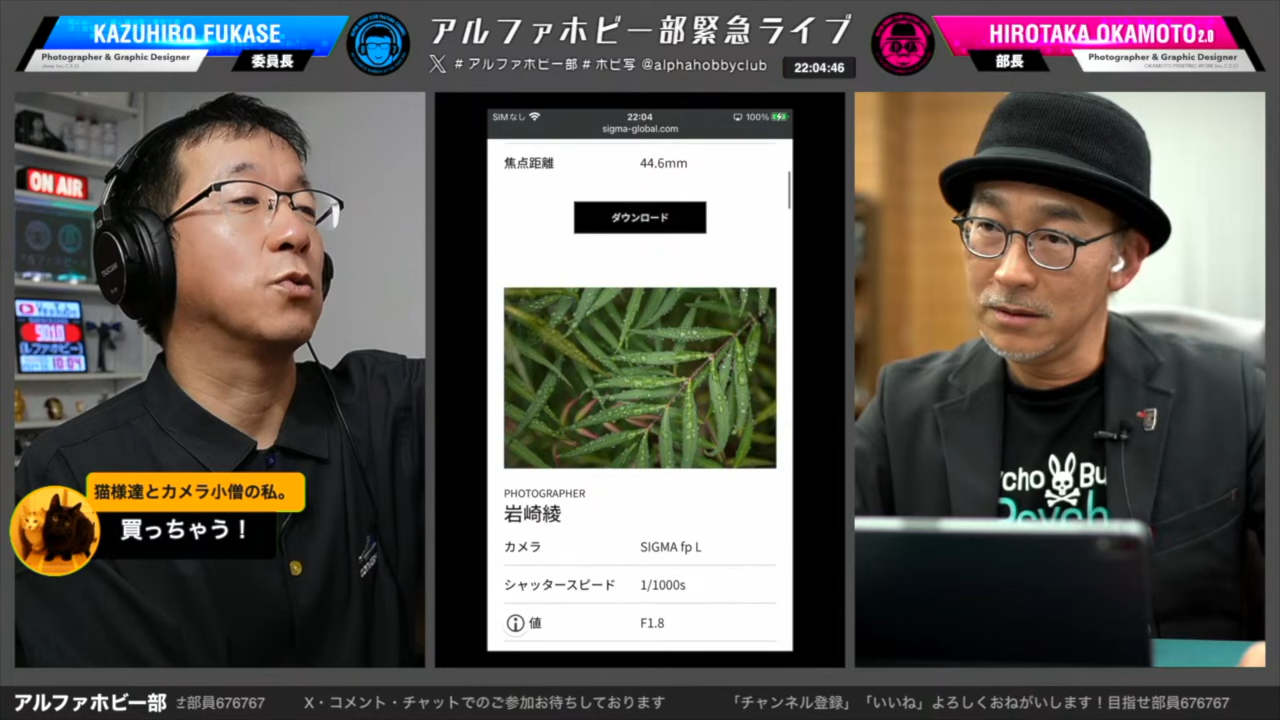 KAZUHIRO FUKASE
Photographer & Graphic Designer
委員長
アルファホビー部緊急ライブ
# アルファホビー部 # ホビ写 @alphahobbyclub
22:04:46
HIROTAKA OKAMOTO2.0
部長
Photographer & Graphic Designer
ON AIR
YouTube
9010
10:04
SIMなし
22:04
100%
sigma-global.com
焦点距離
44.6mm
ダウンロード
PHOTOGRAPHER
岩崎綾
カメラ
SIGMA fp L
シャッタースピード
1/1000s
値
F1.8
猫様達とカメラ小僧の私。
買っちゃう！
TASCAM
アルファホビー部
部員676767
X・コメント・チャットでのご参加お待ちしております
「チャンネル登録」「いいね」よろしくおねがいします！目指せ部員676767